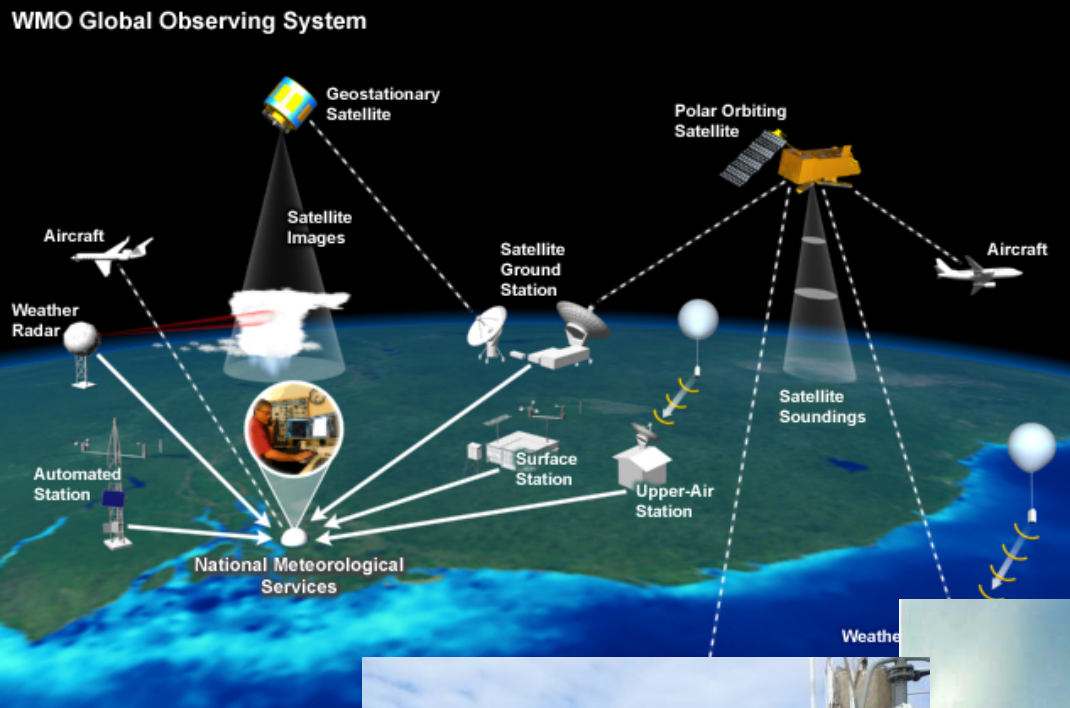 WMO Global Observing System
Geostationary
Satellite
Polar Orbiting
Satellite
Satellite
Images
Aircraft
Satellite
Ground
Station
Aircraft
Weather
Radar
Satellite
Soundings
Automated
Station
Surface
Station
Upper-Air
Station
National Meteorological
Services